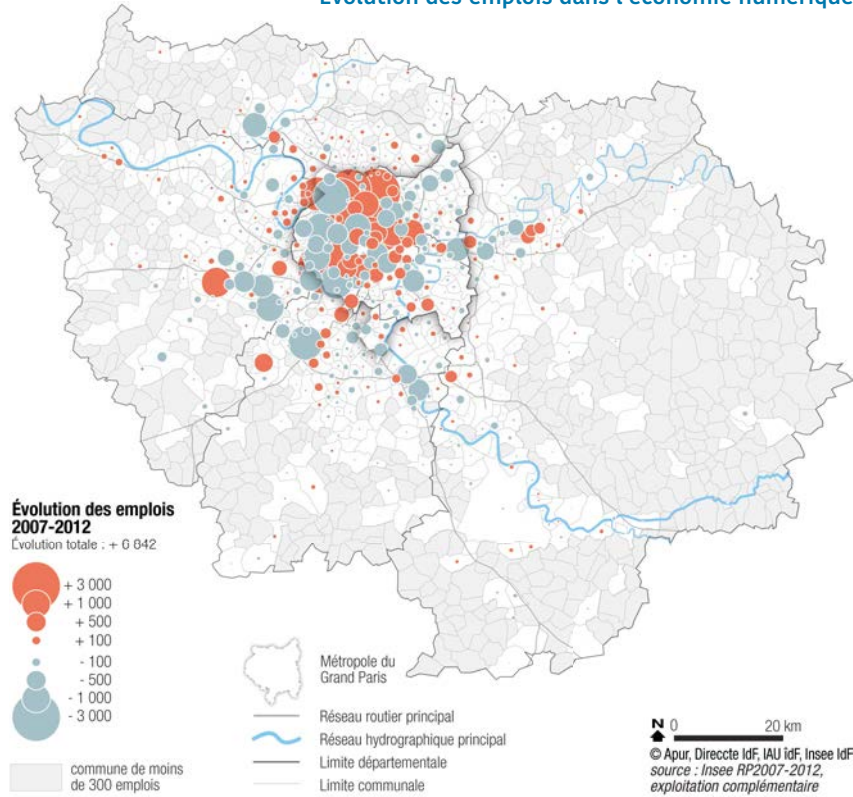 Évolution des emplois dans l'économie numérique
Évolution des emplois
2007-2012
Évolution totale : + 6 842
+ 3 000
+ 1 000
+ 500
+ 100
- 100
- 500
- 1 000
- 3 000
commune de moins
de 300 emplois
Métropole du
Grand Paris
Réseau routier principal
Réseau hydrographique principal
Limite départementale
Limite communale
N 0 20 km
© Apur, Direccte IdF, IAU îdF, Insee IdF
source : Insee RP2007-2012,
exploitation complémentaire